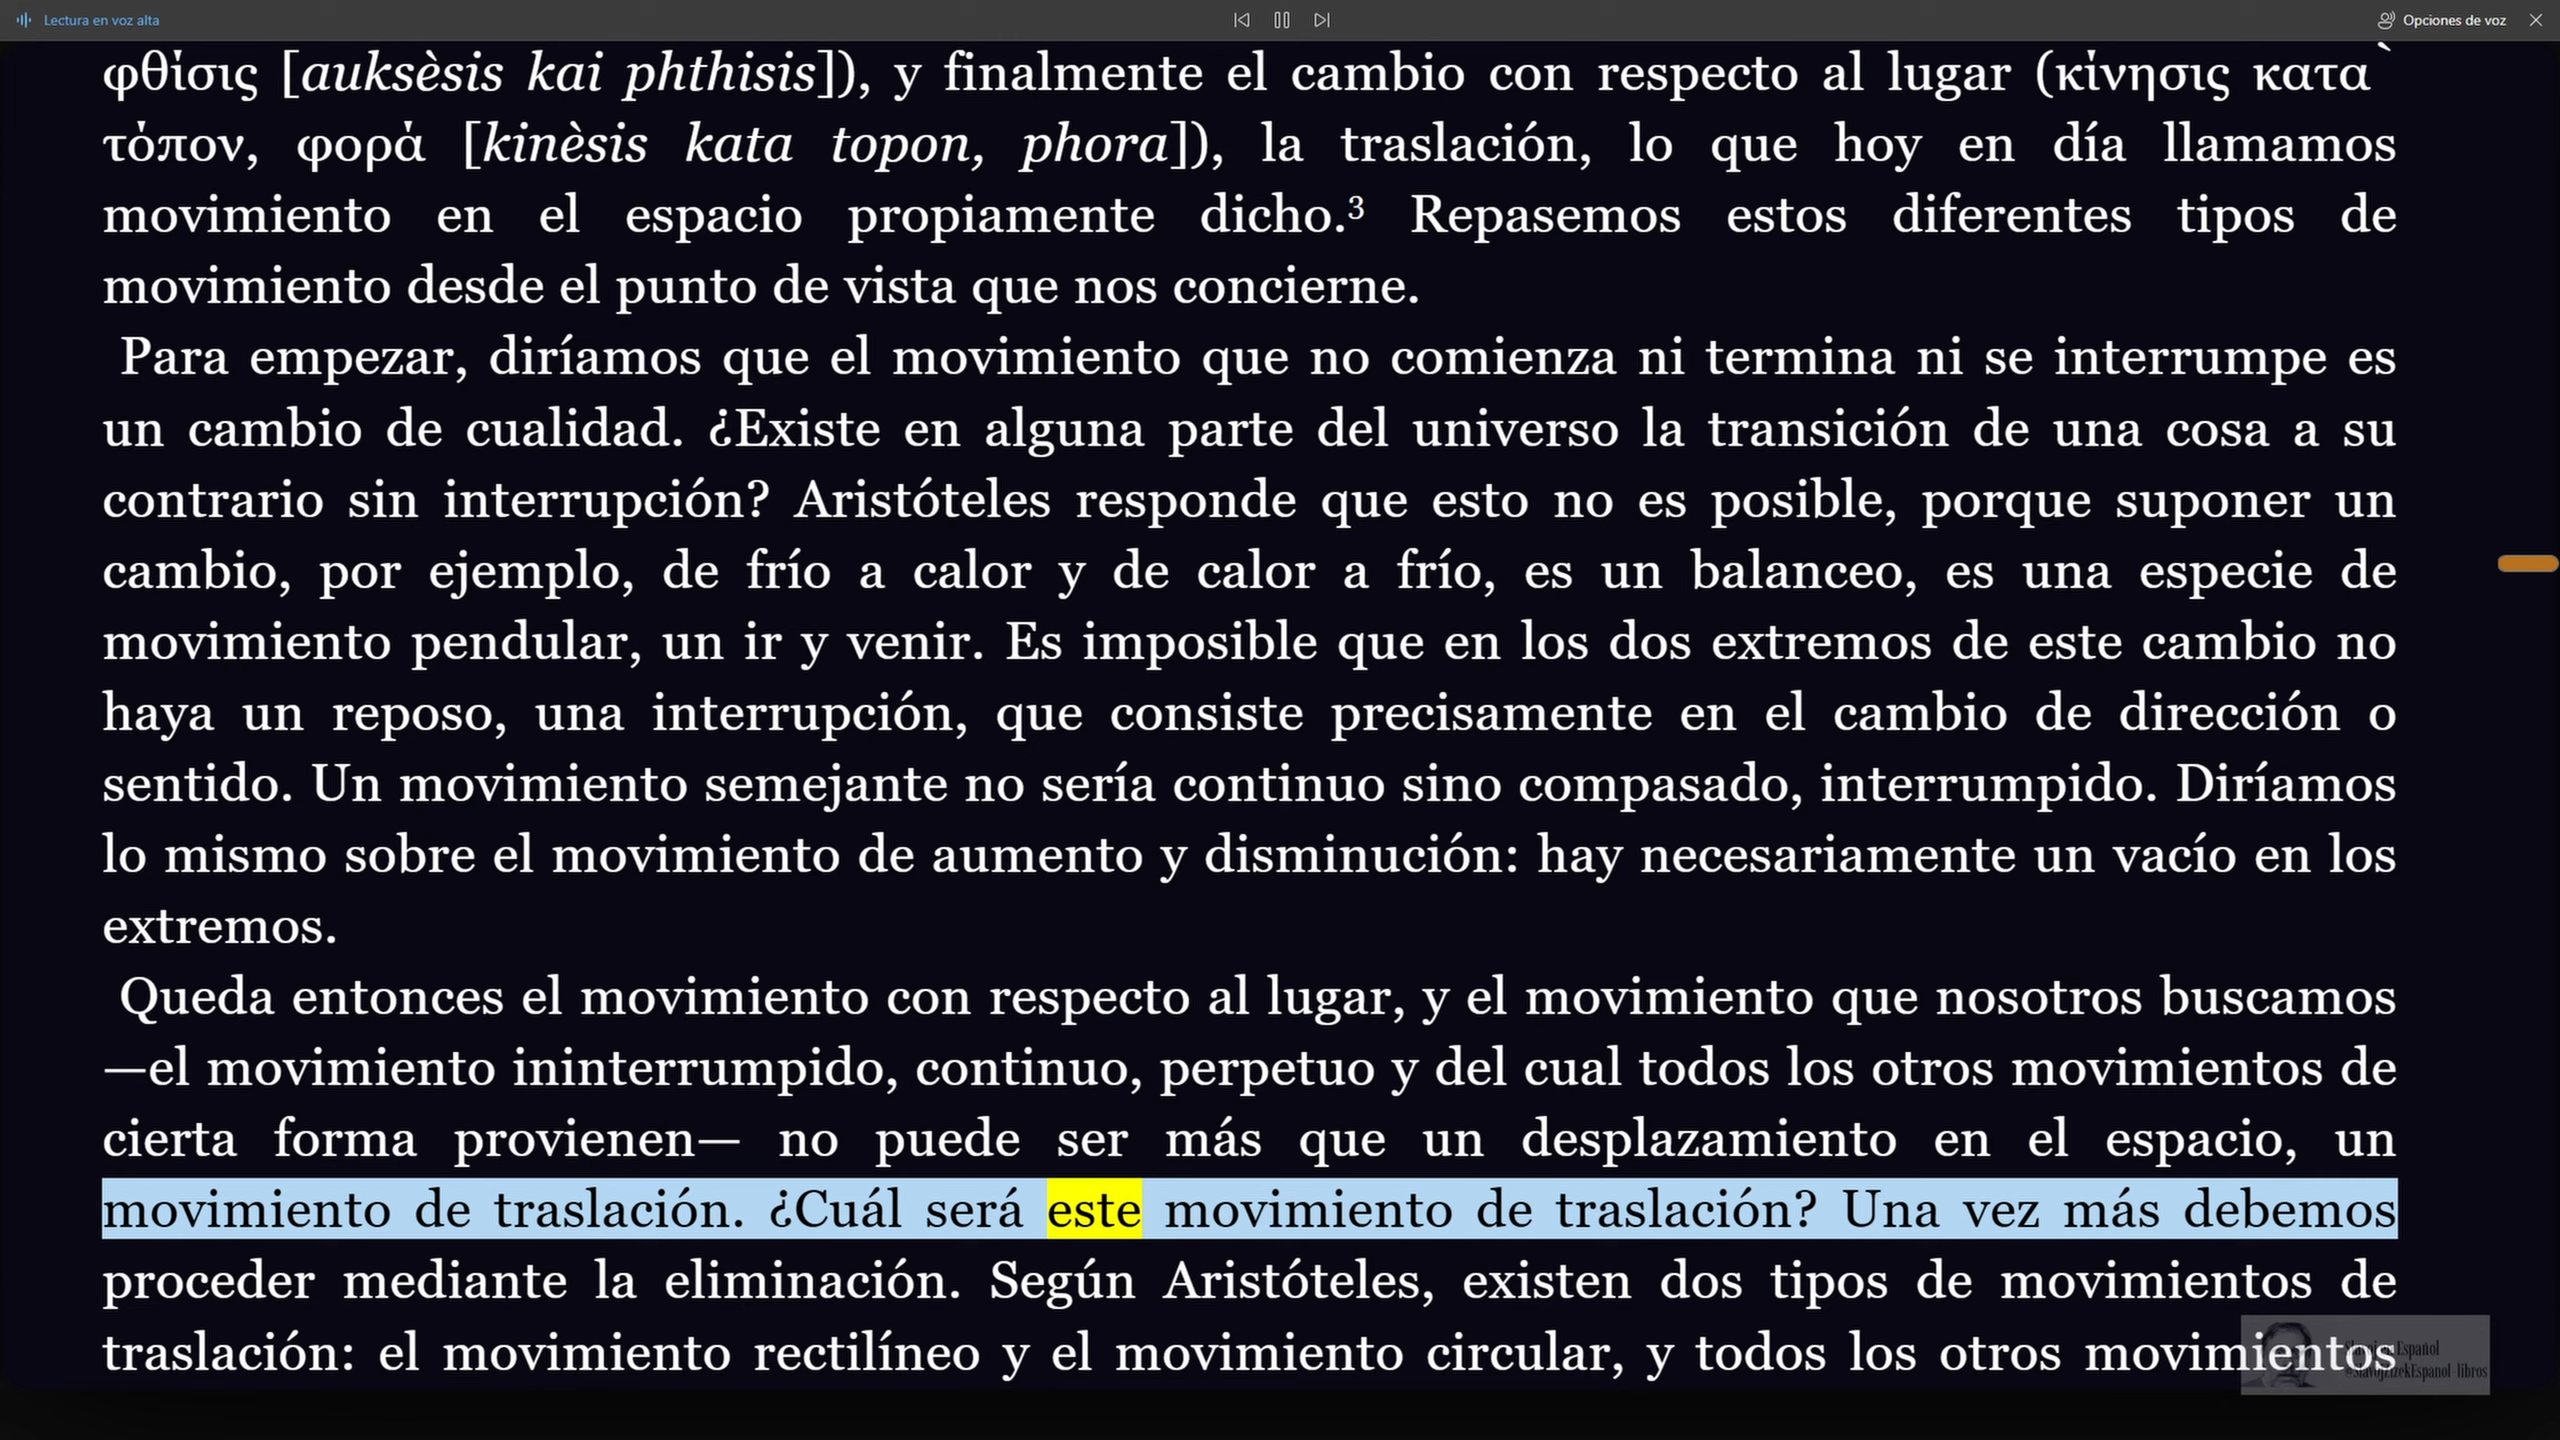 Lectura en voz alta
Opciones de voz
φθίσις [auksèsis kai phthisis]), y finalmente el cambio con respecto al lugar (κίνησις κατα`
τόπον, φορά [kinèsis kata topon, phora]), la traslación, lo que hoy en día llamamos
movimiento en el espacio propiamente dicho.³ Repasemos estos diferentes tipos de
movimiento desde el punto de vista que nos concierne.
Para empezar, diríamos que el movimiento que no comienza ni termina ni se interrumpe es
un cambio de cualidad. ¿Existe en alguna parte del universo la transición de una cosa a su
contrario sin interrupción? Aristóteles responde que esto no es posible, porque suponer un
cambio, por ejemplo, de frío a calor y de calor a frío, es un balanceo, es una especie de
movimiento pendular, un ir y venir. Es imposible que en los dos extremos de este cambio no
haya un reposo, una interrupción, que consiste precisamente en el cambio de dirección o
sentido. Un movimiento semejante no sería continuo sino compasado, interrumpido. Diríamos
lo mismo sobre el movimiento de aumento y disminución: hay necesariamente un vacío en los
extremos.
Queda entonces el movimiento con respecto al lugar, y el movimiento que nosotros buscamos
—el movimiento ininterrumpido, continuo, perpetuo y del cual todos los otros movimientos de
cierta forma provienen— no puede ser más que un desplazamiento en el espacio, un
movimiento de traslación. ¿Cuál será este movimiento de traslación? Una vez más debemos
proceder mediante la eliminación. Según Aristóteles, existen dos tipos de movimientos de
traslación: el movimiento rectilíneo y el movimiento circular, y todos los otros movimientos
Español